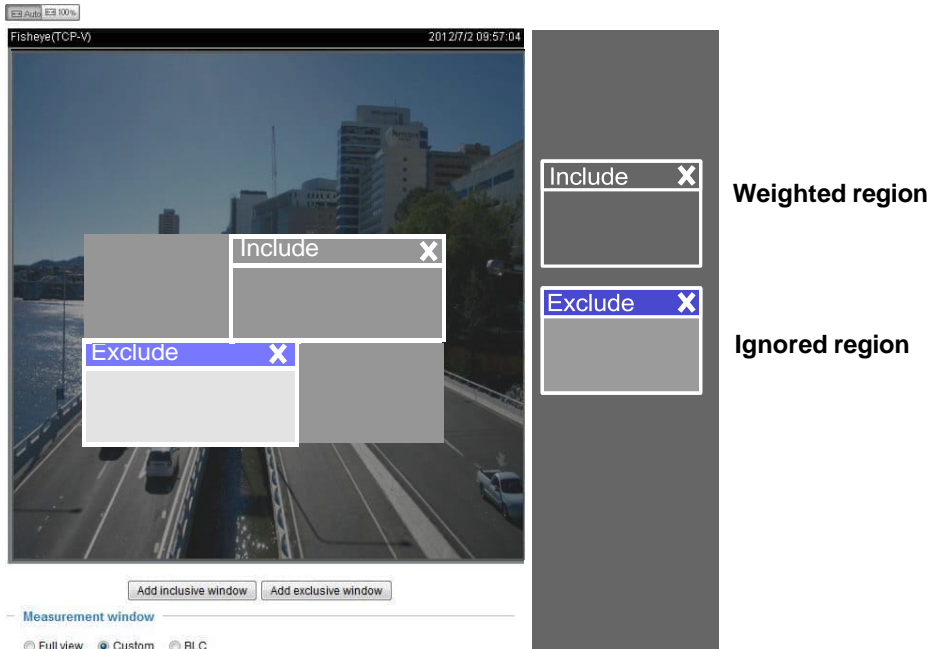 Auto 100%
Fisheye(TCP-V) 2012/7/2 09:57:04
Include
Weighted region
Include
Exclude
Ignored region
Exclude
Add inclusive window Add exclusive window
Measurement window
Full view Custom BLC